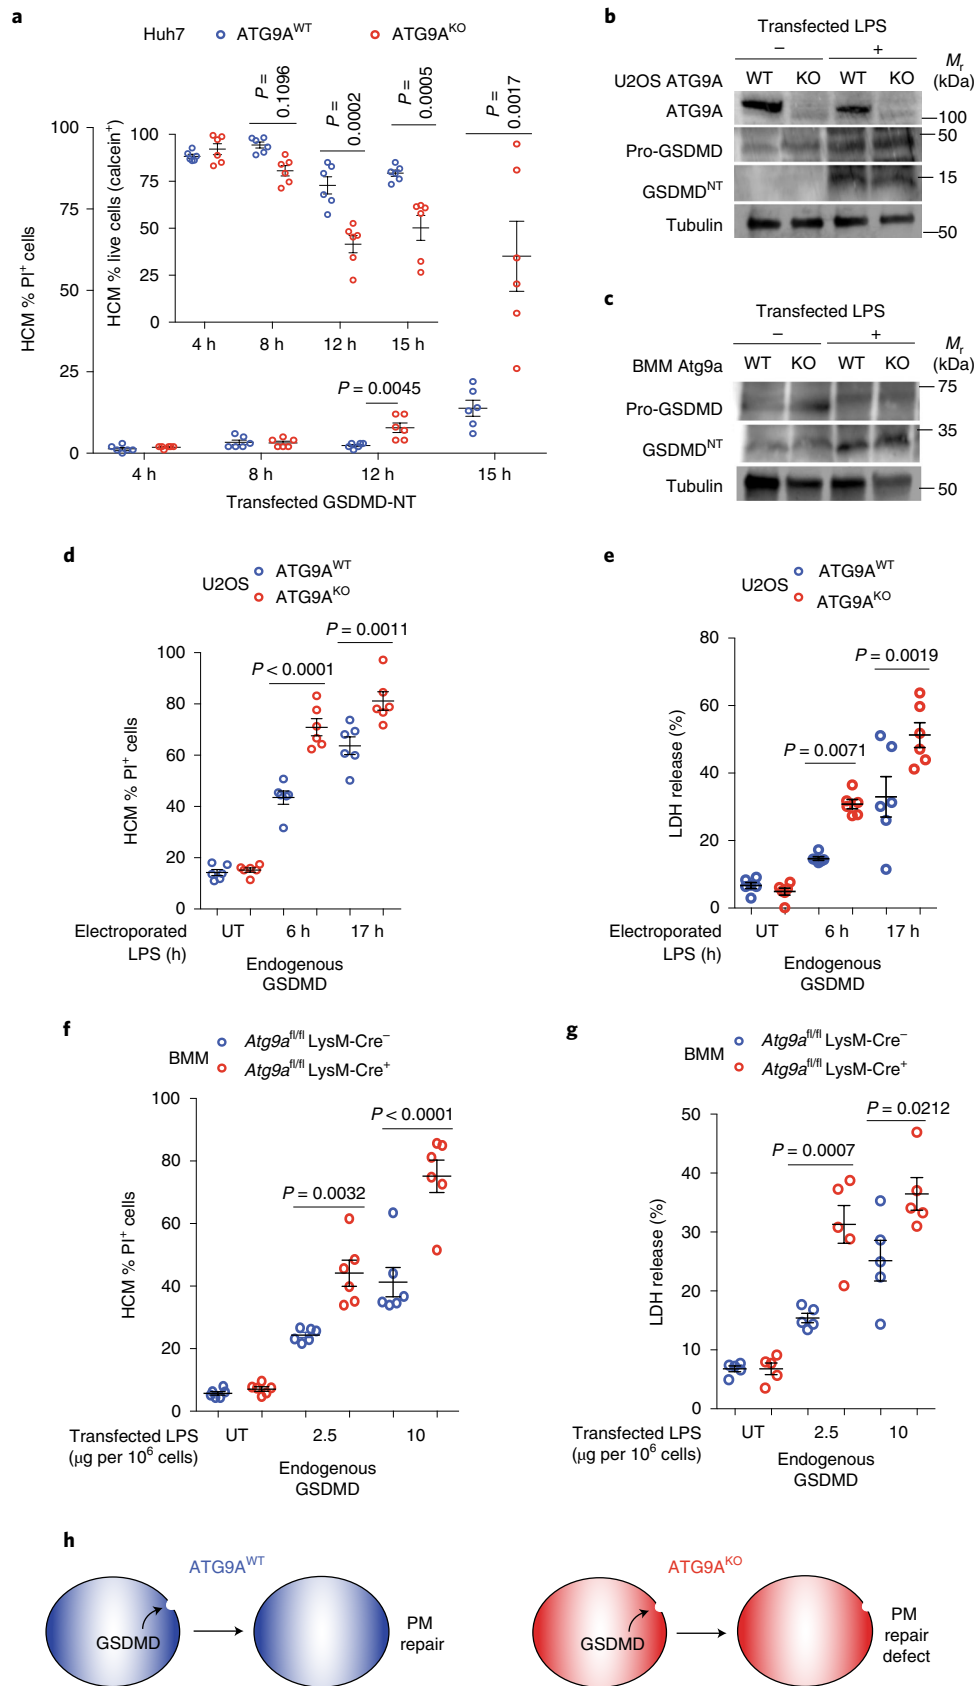 a
Huh7 ATG9A^WT ATG9A^KO
HCM % PI+ cells
100
75
50
25
0
HCM % live cells (calcein+)
100
75
50
25
0
P = 0.1096
P = 0.0002
P = 0.0005
P = 0.0017
4 h 8 h 12 h 15 h
P = 0.0045
4 h 8 h 12 h 15 h
Transfected GSDMD-NT
b
Transfected LPS
– +
U2OS ATG9A WT KO WT KO Mr (kDa)
ATG9A 100
Pro-GSDMD 50
GSDMD^NT 15
Tubulin 50
c
Transfected LPS
– +
BMM Atg9a WT KO WT KO Mr (kDa)
Pro-GSDMD 75
GSDMD^NT 35
Tubulin 50
d
U2OS ATG9A^WT
ATG9A^KO
HCM % PI+ cells
100
80
60
40
20
0
P < 0.0001
P = 0.0011
Electroporated LPS (h) UT 6 h 17 h
Endogenous GSDMD
e
U2OS ATG9A^WT
ATG9A^KO
LDH release (%)
80
60
40
20
0
P = 0.0071
P = 0.0019
Electroporated LPS (h) UT 6 h 17 h
Endogenous GSDMD
f
BMM Atg9a^fl/fl LysM-Cre−
Atg9a^fl/fl LysM-Cre+
HCM % PI+ cells
100
80
60
40
20
0
P = 0.0032
P < 0.0001
Transfected LPS (μg per 10^6 cells) UT 2.5 10
Endogenous GSDMD
g
BMM Atg9a^fl/fl LysM-Cre−
Atg9a^fl/fl LysM-Cre+
LDH release (%)
50
40
30
20
10
0
P = 0.0007
P = 0.0212
Transfected LPS (μg per 10^6 cells) UT 2.5 10
Endogenous GSDMD
h
ATG9A^WT
GSDMD
PM repair
ATG9A^KO
GSDMD
PM repair defect